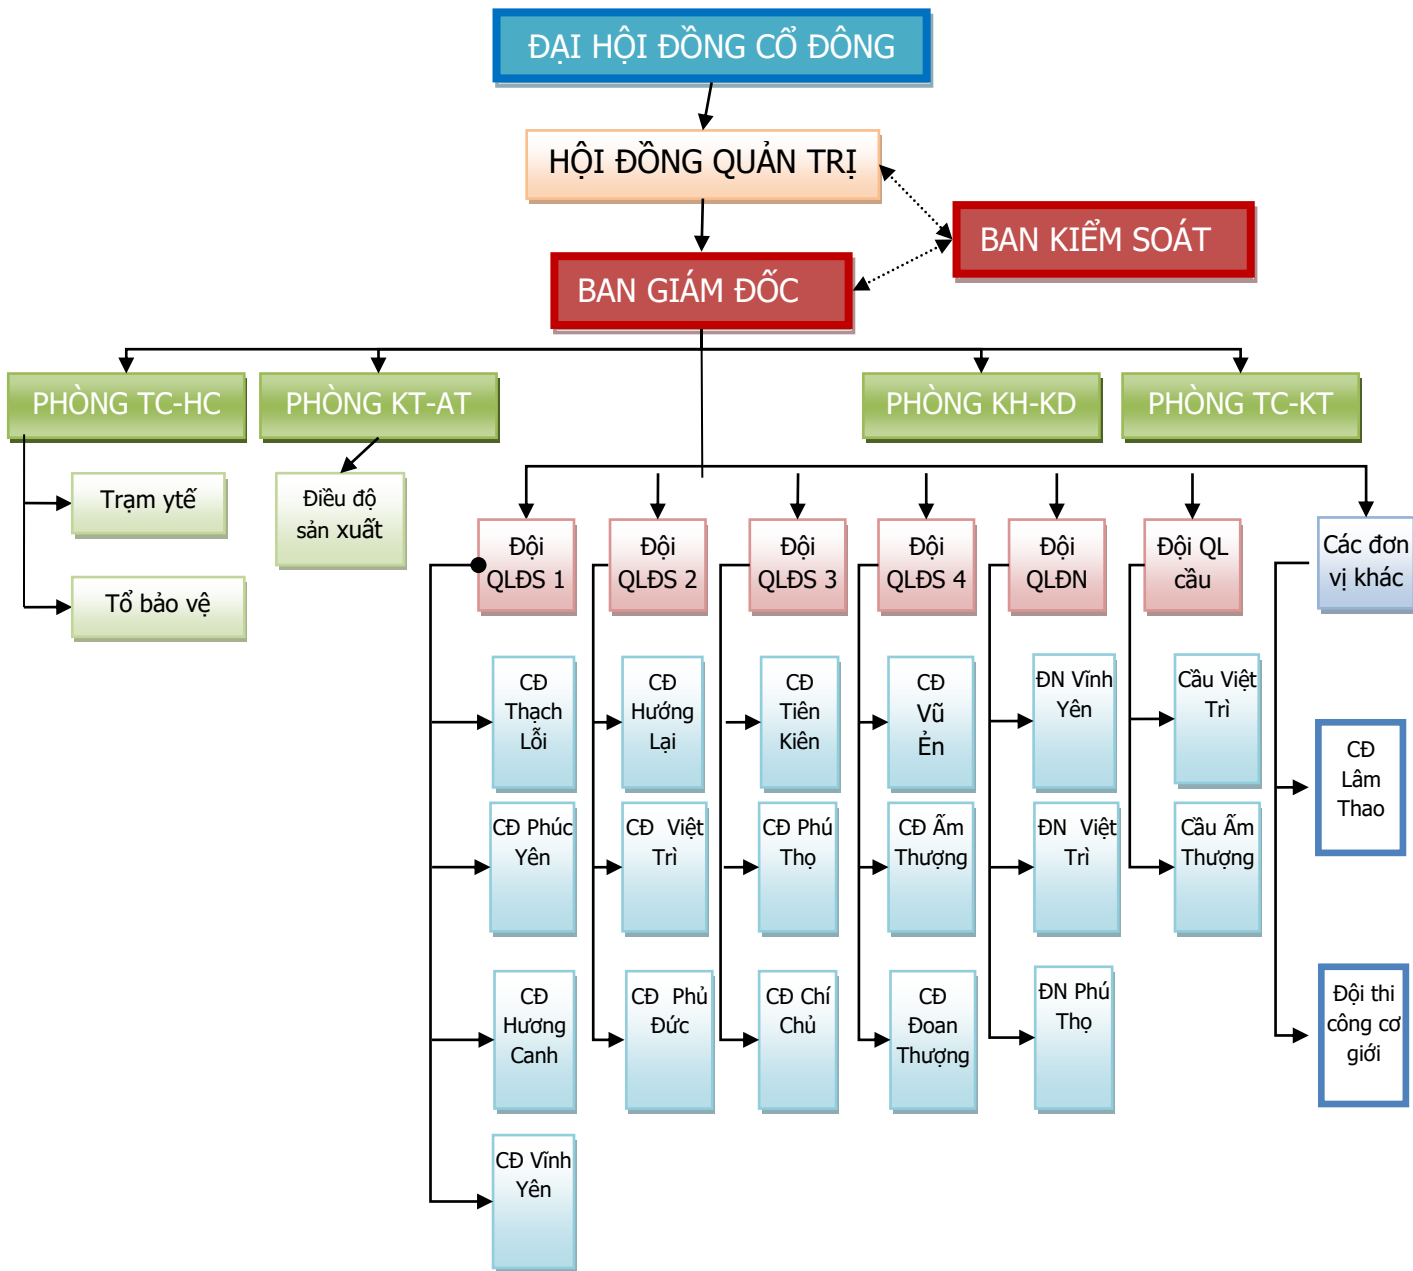 ĐẠI HỘI ĐỒNG CỔ ĐÔNG
HỘI ĐỒNG QUẢN TRỊ
BAN KIỂM SOÁT
BAN GIÁM ĐỐC
PHÒNG TC-HC
PHÒNG KT-AT
PHÒNG KH-KD
PHÒNG TC-KT
Trạm ytế
Tổ bảo vệ
Điều độ
sản xuất
Đội
QLĐS 1
Đội
QLĐS 2
Đội
QLĐS 3
Đội
QLĐS 4
Đội
QLĐN
Đội QL
cầu
Các đơn
vị khác
CĐ
Thạch
Lỗi
CĐ
Hướng
Lại
CĐ
Tiên
Kiên
CĐ
Vũ
Ẻn
ĐN Vĩnh
Yên
Cầu Việt
Trì
CĐ
Lâm
Thao
CĐ Phúc
Yên
CĐ Việt
Trì
CĐ Phú
Thọ
CĐ Ấm
Thượng
ĐN Việt
Trì
Cầu Ấm
Thượng
CĐ
Hương
Canh
CĐ Phủ
Đức
CĐ Chí
Chủ
CĐ
Đoan
Thượng
ĐN Phú
Thọ
Đội thi
công cơ
giới
CĐ Vĩnh
Yên